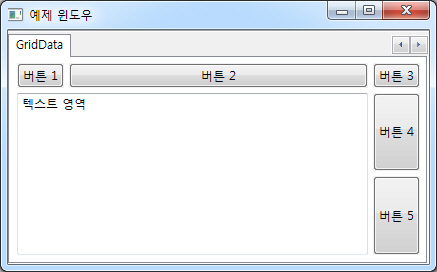 예제 윈도우
GridData
버튼 1 버튼 2 버튼 3
텍스트 영역
버튼 4
버튼 5